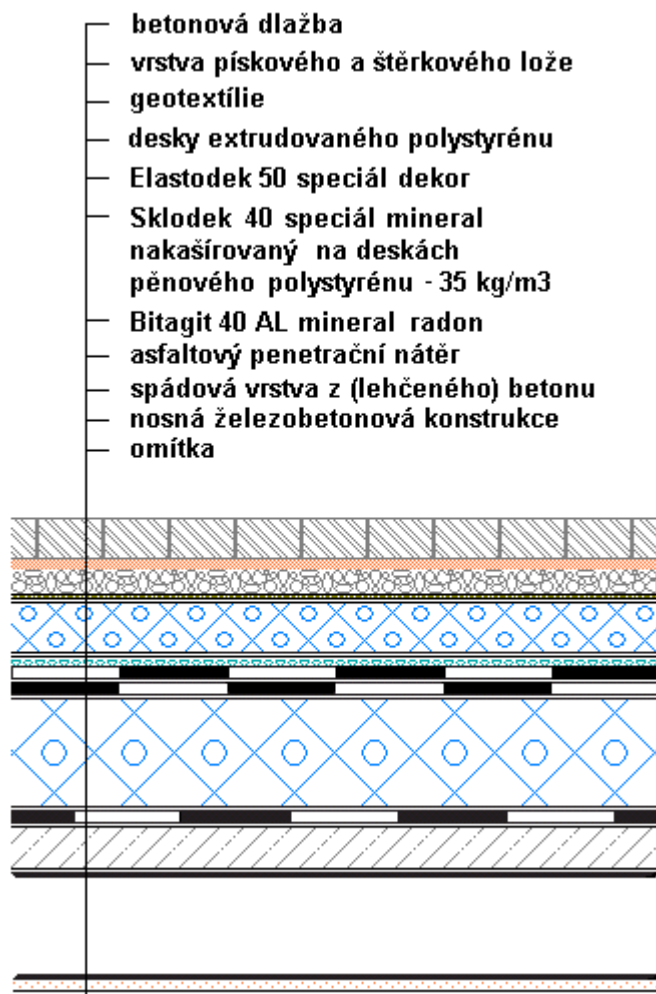 betonová dlažba
vrstva pískového a štěrkového lože
geotextílie
desky extrudovaného polystyrénu
Elastodek 50 speciál dekor
Sklodek 40 speciál mineral
nakašírovaný na deskách
pěnového polystyrénu - 35 kg/m3
Bitagit 40 AL mineral radon
asfaltový penetrační nátěr
spádová vrstva z (lehčeného) betonu
nosná železobetonová konstrukce
omítka